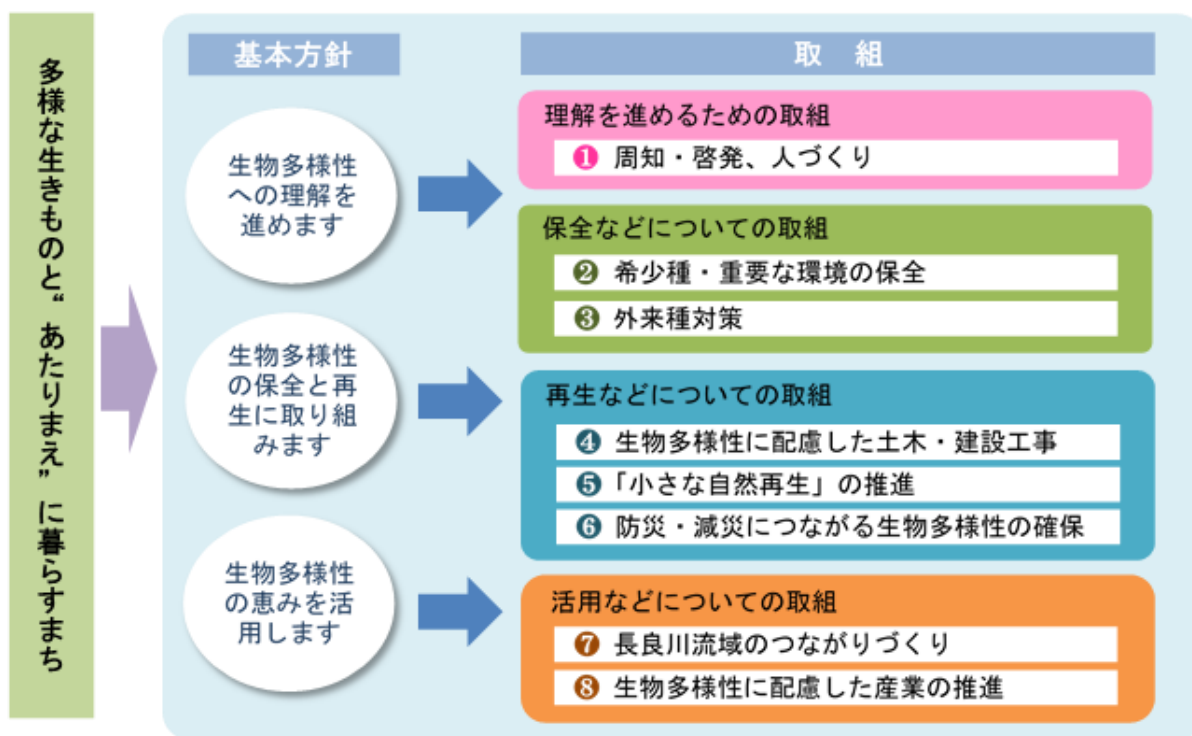 多様な生きものと“あたりまえ”に暮らすまち
基本方針
取 組
生物多様性
への理解を
進めます
理解を進めるための取組
❶ 周知・啓発、人づくり
保全などについての取組
❷ 希少種・重要な環境の保全
❸ 外来種対策
生物多様性
の保全と再
生に取り組
みます
再生などについての取組
❹ 生物多様性に配慮した土木・建設工事
❺ 「小さな自然再生」の推進
❻ 防災・減災につながる生物多様性の確保
生物多様性
の恵みを活
用します
活用などについての取組
❼ 長良川流域のつながりづくり
❽ 生物多様性に配慮した産業の推進